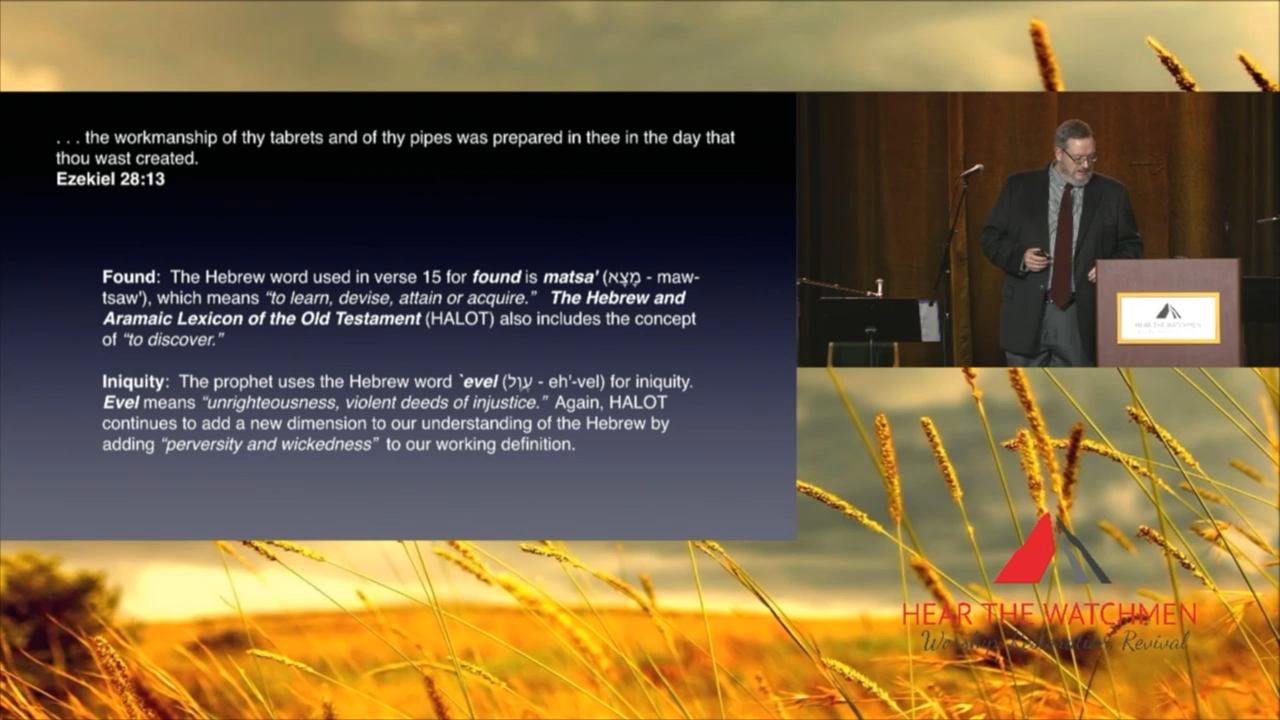 . . . the workmanship of thy tabrets and of thy pipes was prepared in thee in the day that
thou wast created.
Ezekiel 28:13
Found: The Hebrew word used in verse 15 for found is matsa' (מָצָא - maw-
tsaw'), which means “to learn, devise, attain or acquire.” The Hebrew and
Aramaic Lexicon of the Old Testament (HALOT) also includes the concept
of “to discover.”
Iniquity: The prophet uses the Hebrew word `evel (עָוֶל - eh'-vel) for iniquity.
Evel means “unrighteousness, violent deeds of injustice.” Again, HALOT
continues to add a new dimension to our understanding of the Hebrew by
adding “perversity and wickedness” to our working definition.
HEAR THE WATCHMEN
HEAR THE WATCHMEN
Worship Restoration Revival